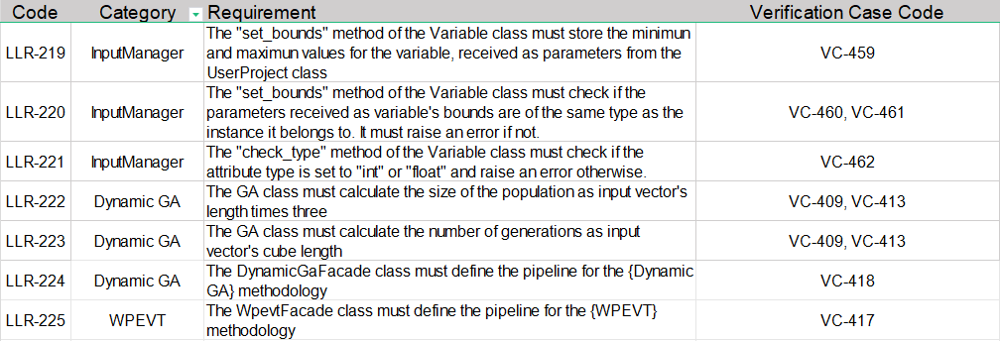 Code Category Requirement Verification Case Code
LLR-219 InputManager The "set_bounds" method of the Variable class must store the minimun
and maximun values for the variable, received as parameters from the
UserProject class VC-459
LLR-220 InputManager The "set_bounds" method of the Variable class must check if the
parameters received as variable's bounds are of the same type as the
instance it belongs to. It must raise an error if not. VC-460, VC-461
LLR-221 InputManager The "check_type" method of the Variable class must check if the
attribute type is set to "int" or "float" and raise an error otherwise. VC-462
LLR-222 Dynamic GA The GA class must calculate the size of the population as input vector's
length times three VC-409, VC-413
LLR-223 Dynamic GA The GA class must calculate the number of generations as input
vector's cube length VC-409, VC-413
LLR-224 Dynamic GA The DynamicGaFacade class must define the pipeline for the {Dynamic
GA} methodology VC-418
LLR-225 WPEVT The WpevtFacade class must define the pipeline for the {WPEVT}
methodology VC-417